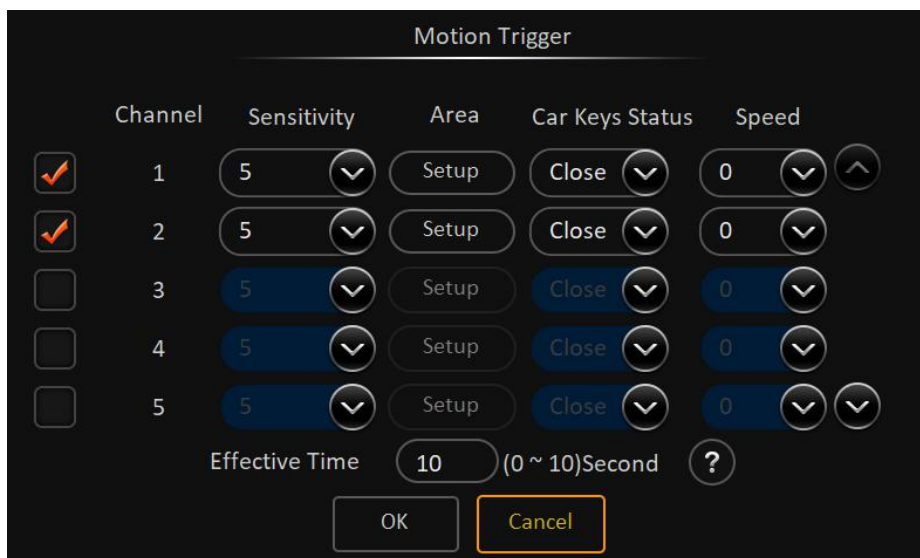 Motion Trigger
Channel Sensitivity Area Car Keys Status Speed
1 5 Setup Close 0
2 5 Setup Close 0
3 5 Setup Close 0
4 5 Setup Close 0
5 5 Setup Close 0
Effective Time 10 (0 ~ 10)Second ?
OK Cancel